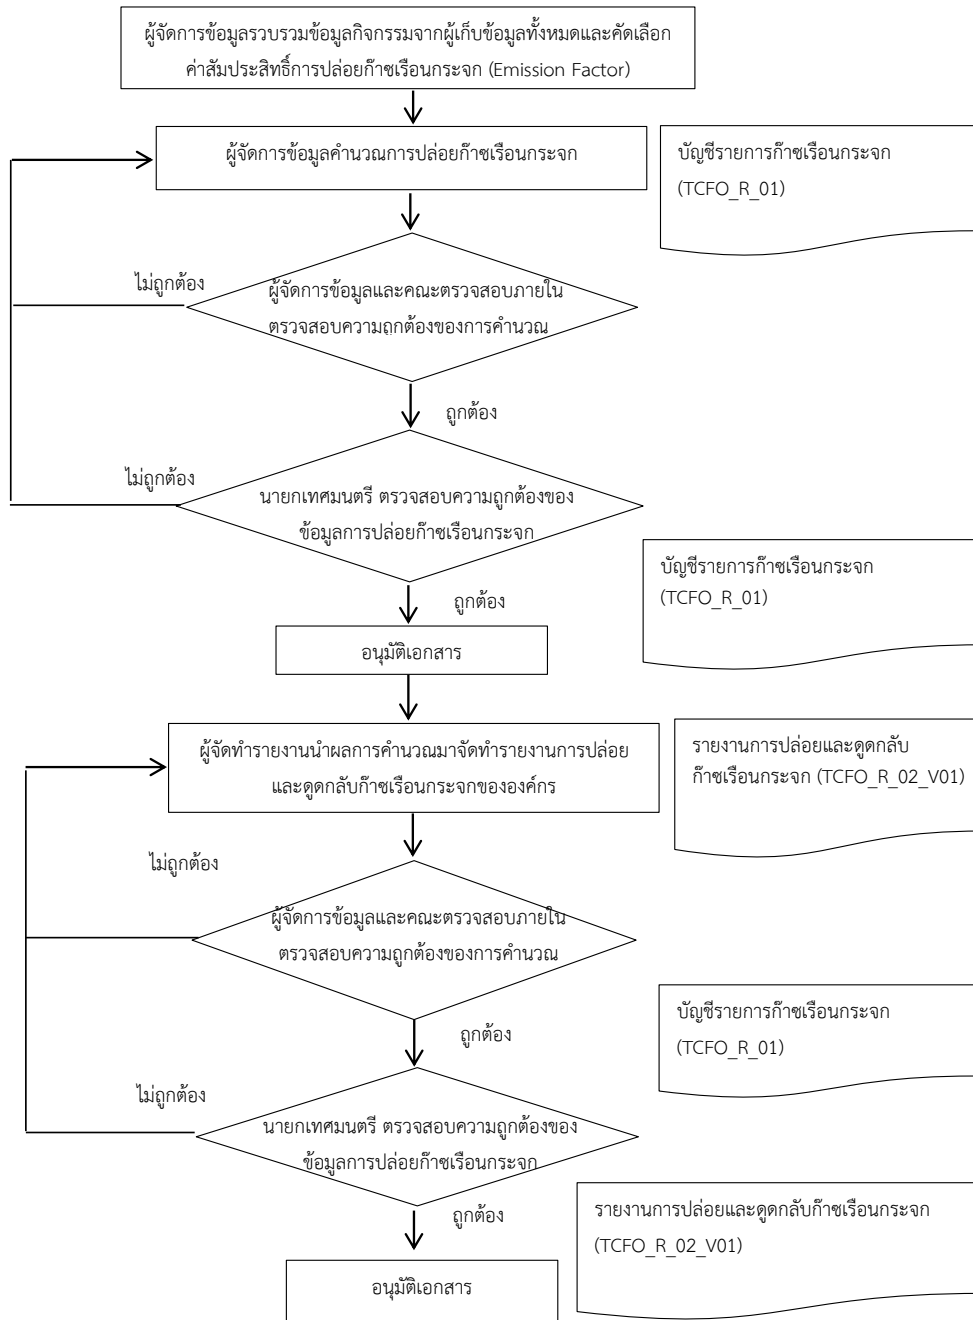 ผู้จัดการข้อมูลรวบรวมข้อมูลกิจกรรมจากผู้เก็บข้อมูลทั้งหมดและคัดเลือก
ค่าสัมประสิทธิ์การปล่อยก๊าซเรือนกระจก (Emission Factor)
ผู้จัดการข้อมูลคำนวณการปล่อยก๊าซเรือนกระจก
บัญชีรายการก๊าซเรือนกระจก
(TCFO_R_01)
ไม่ถูกต้อง
ผู้จัดการข้อมูลและคณะตรวจสอบภายใน
ตรวจสอบความถูกต้องของการคำนวณ
ถูกต้อง
ไม่ถูกต้อง
นายกเทศมนตรี ตรวจสอบความถูกต้องของ
ข้อมูลการปล่อยก๊าซเรือนกระจก
บัญชีรายการก๊าซเรือนกระจก
(TCFO_R_01)
ถูกต้อง
อนุมัติเอกสาร
ผู้จัดทำรายงานนำผลการคำนวณมาจัดทำรายงานการปล่อย
และดูดกลับก๊าซเรือนกระจกขององค์กร
รายงานการปล่อยและดูดกลับ
ก๊าซเรือนกระจก (TCFO_R_02_V01)
ไม่ถูกต้อง
ผู้จัดการข้อมูลและคณะตรวจสอบภายใน
ตรวจสอบความถูกต้องของการคำนวณ
บัญชีรายการก๊าซเรือนกระจก
(TCFO_R_01)
ถูกต้อง
ไม่ถูกต้อง
นายกเทศมนตรี ตรวจสอบความถูกต้องของ
ข้อมูลการปล่อยก๊าซเรือนกระจก
รายงานการปล่อยและดูดกลับก๊าซเรือนกระจก
(TCFO_R_02_V01)
ถูกต้อง
อนุมัติเอกสาร